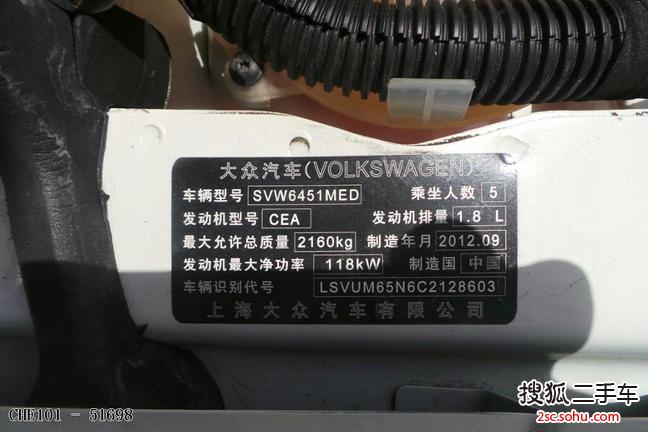 大众汽车(VOLKSWAGEN)
车辆型号 SVW6451MED 乘坐人数 5
发动机型号 CEA 发动机排量 1.8 L
最大允许总质量 2160kg 制造年月 2012.09
发动机最大净功率 118kW 制造国 中国
车辆识别代号 LSVUM65N6C2128603
上海大众汽车有限公司
CHE101 - 51698
搜狐二手车
2sc.sohu.com